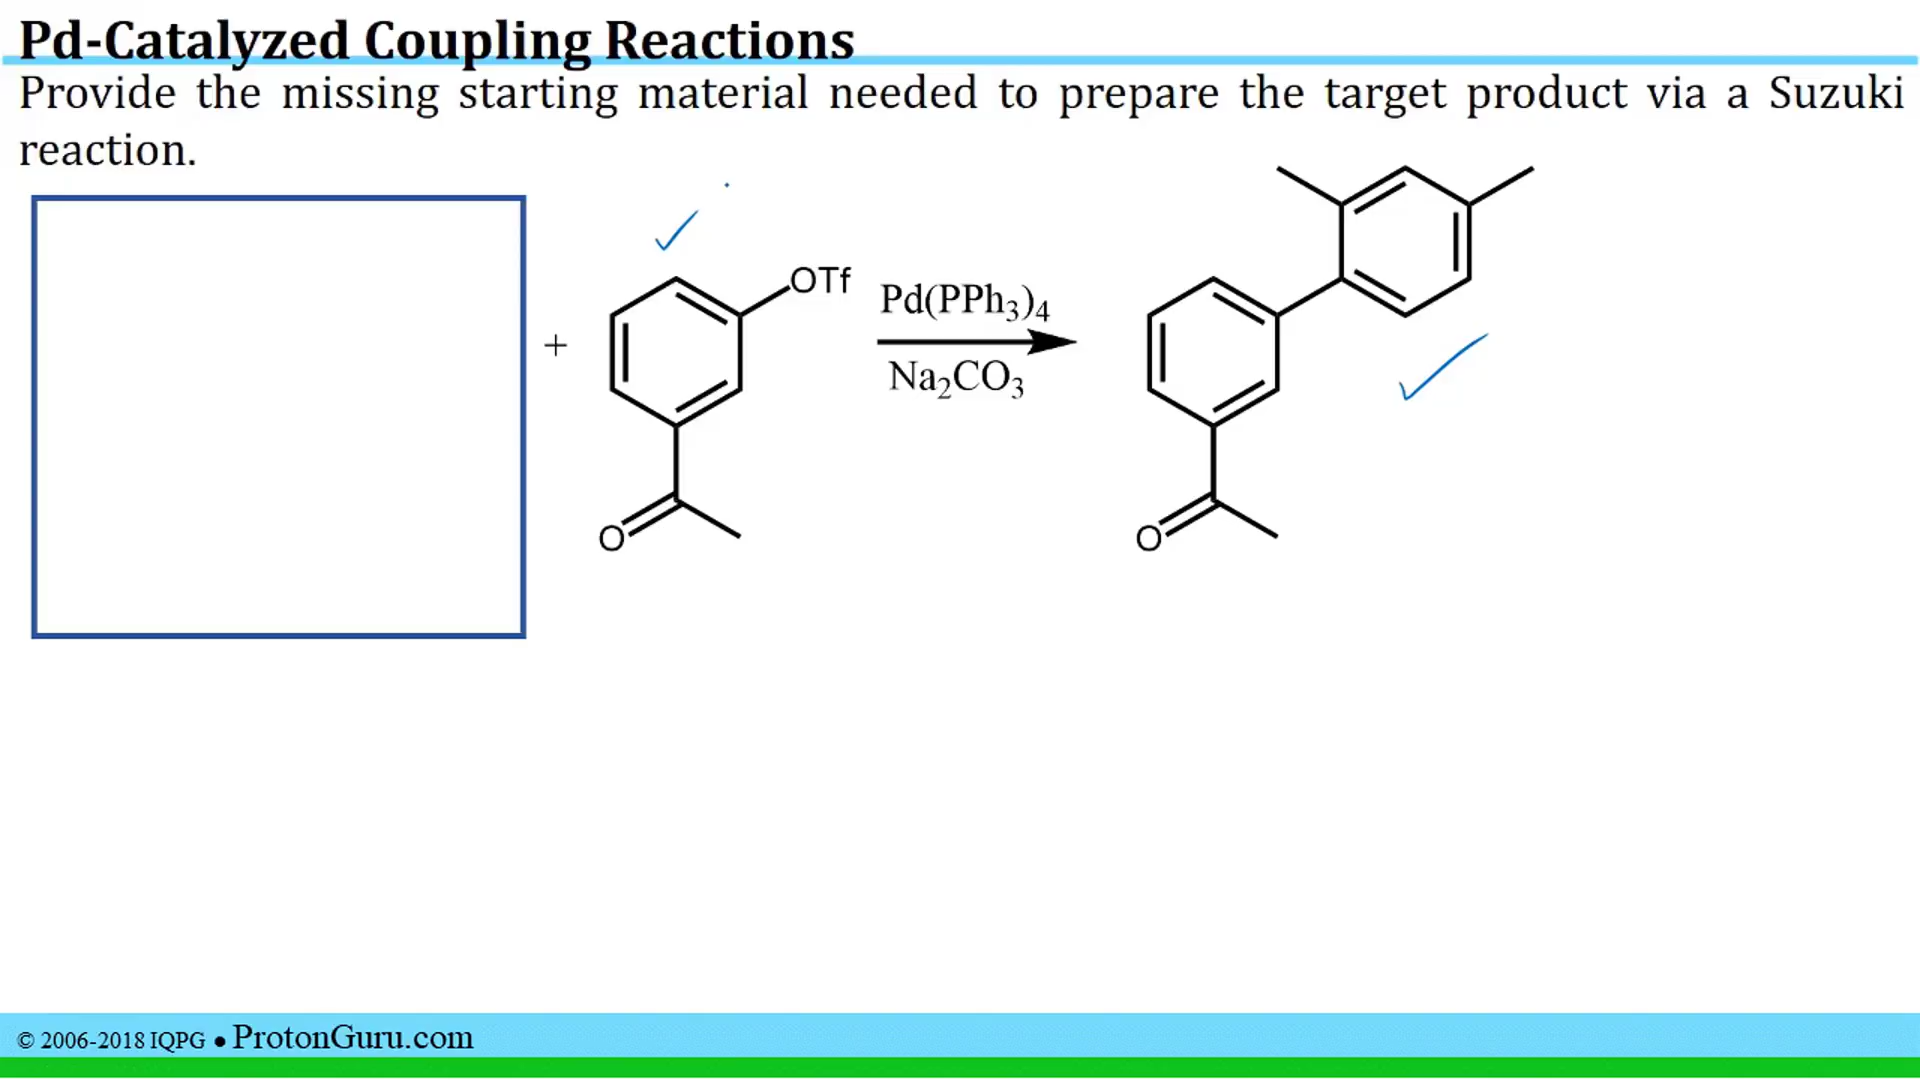 Pd-Catalyzed Coupling Reactions
Provide the missing starting material needed to prepare the target product via a Suzuki
reaction.
OTf
Pd(PPh₃)₄
+
Na₂CO₃
O
O
© 2006-2018 IQPG ● ProtonGuru.com